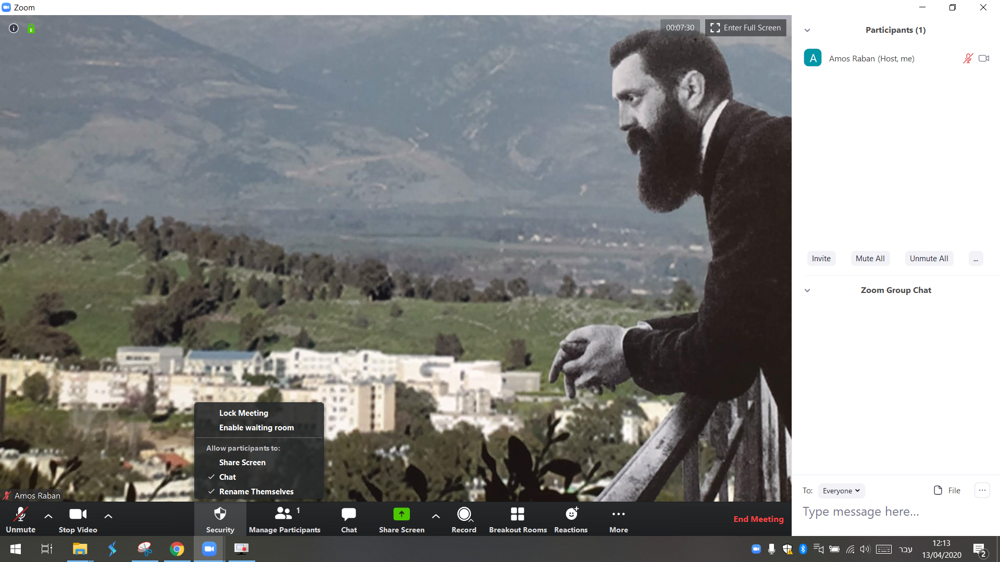 Zoom
00:07:30
Enter Full Screen
Participants (1)
A
Amos Raban (Host, me)
Invite
Mute All
Unmute All
...
Zoom Group Chat
Lock Meeting
Enable waiting room
Allow participants to:
Share Screen
Chat
Rename Themselves
Amos Raban
To:
Everyone
File
Type message here...
Unmute
Stop Video
Security
Manage Participants
1
Chat
Share Screen
Record
Breakout Rooms
Reactions
More
End Meeting
עבר
12:13
13/04/2020
2